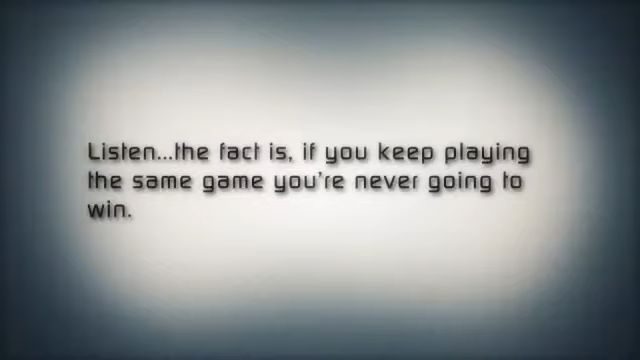 Listen...the fact is, if you keep playing
the same game you're never going to
win.